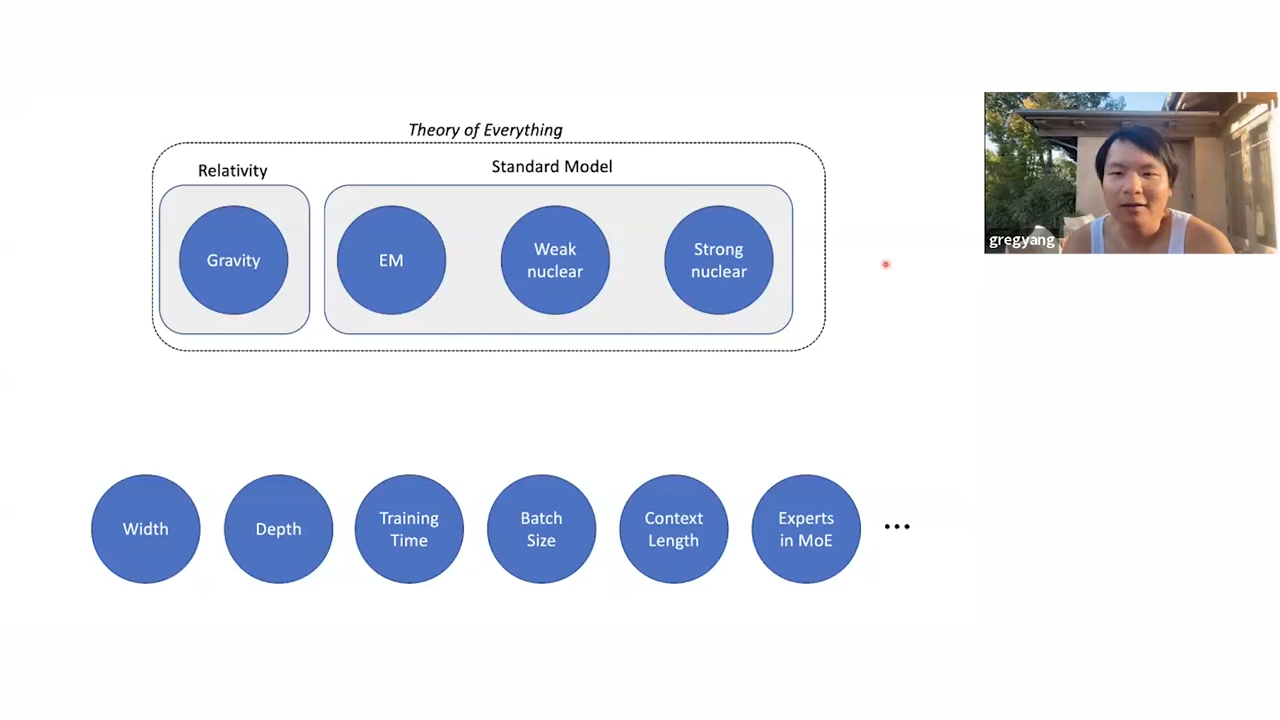 Theory of Everything
Relativity
Standard Model
Gravity
EM
Weak
nuclear
Strong
nuclear
gregyang
Width
Depth
Training
Time
Batch
Size
Context
Length
Experts
in MoE
...